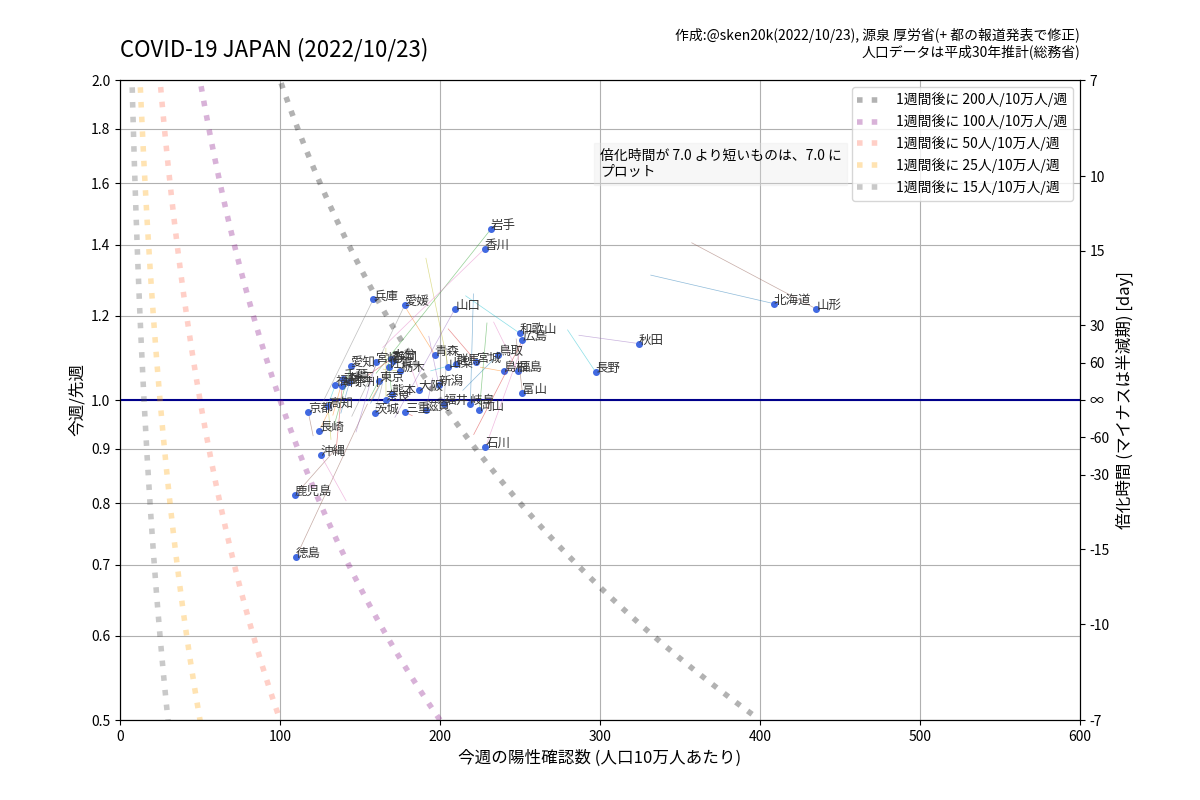 COVID-19 JAPAN (2022/10/23)
作成:@sken20k(2022/10/23), 源泉 厚労省(+ 都の報道発表で修正)
人口データは平成30年推計(総務省)
1週間後に 200人/10万人/週
1週間後に 100人/10万人/週
1週間後に 50人/10万人/週
1週間後に 25人/10万人/週
1週間後に 15人/10万人/週
倍化時間が 7.0 より短いものは、7.0 に
プロット
今週/先週
2.0
1.8
1.6
1.4
1.2
1.0
0.9
0.8
0.7
0.6
0.5
岩手
香川
兵庫
愛媛
山口
北海道
山形
和歌山
広島
秋田
青森
鳥取
愛知
宮城
栃木
長野
東京
新潟
大阪
熊本
富山
福井
岐阜
京都
高知
茨城
三重
滋賀
岡山
長崎
石川
沖縄
鹿児島
徳島
7
10
15
30
60
∞
-60
-30
-15
-10
-7
倍化時間 (マイナスは半減期) [day]
0 100 200 300 400 500 600
今週の陽性確認数 (人口10万人あたり)